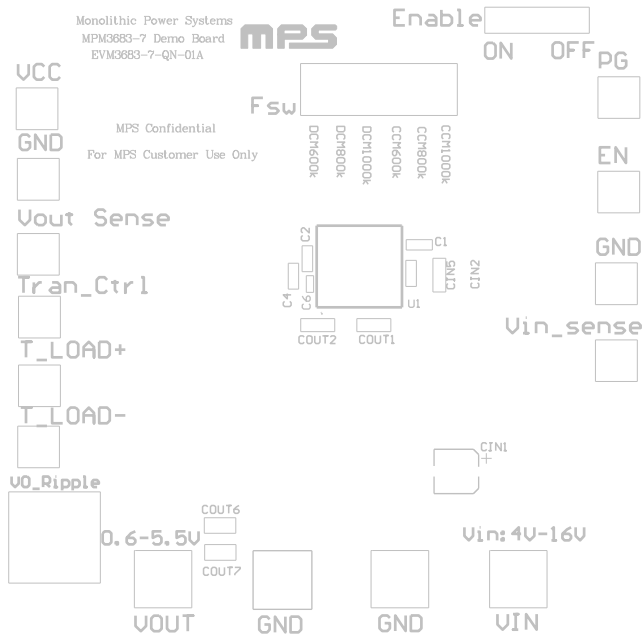 Monolithic Power Systems
MPM3683-7 Demo Board
EVM3683-7-QN-01A
mps
Enable
ON OFF
VCC
PG
Fsw
GND
MPS Confidential
For MPS Customer Use Only
DCM600k
DCM800k
DCM1000k
CCM600k
CCM800k
CCM1000k
EN
Vout Sense
GND
C2
C1
C4
C6
U1
CIN5
CIN2
Tran_Ctrl
COUT2
COUT1
Vin_sense
T_LOAD+
T_LOAD-
CIN1
+
VO_Ripple
COUT6
0.6-5.5V
Vin:4V-16V
COUT7
VOUT
GND
GND
VIN